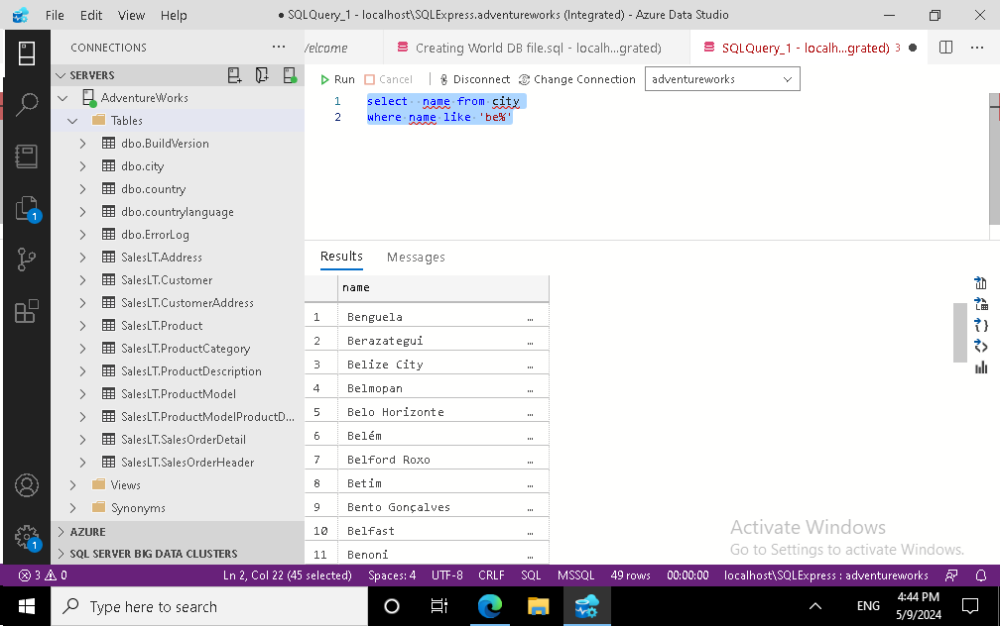 File Edit View Help ● SQLQuery_1 - localhost\SQLExpress.adventureworks (Integrated) - Azure Data Studio
CONNECTIONS
SERVERS
AdventureWorks
Tables
dbo.BuildVersion
dbo.city
dbo.country
dbo.countrylanguage
dbo.ErrorLog
SalesLT.Address
SalesLT.Customer
SalesLT.CustomerAddress
SalesLT.Product
SalesLT.ProductCategory
SalesLT.ProductDescription
SalesLT.ProductModel
SalesLT.ProductModelProductD...
SalesLT.SalesOrderDetail
SalesLT.SalesOrderHeader
Views
Synonyms
AZURE
SQL SERVER BIG DATA CLUSTERS
1
1
/elcome Creating World DB file.sql - localh...grated) SQLQuery_1 - localh...grated) 3 ●
Run Cancel Disconnect Change Connection adventureworks
1 select name from city
2 where name like 'be%'
Results Messages
name
1 Benguela ...
2 Berazategui ...
3 Belize City ...
4 Belmopan ...
5 Belo Horizonte ...
6 Belém ...
7 Belford Roxo ...
8 Betim ...
9 Bento Gonçalves ...
10 Belfast ...
11 Benoni ...
Activate Windows
Go to Settings to activate Windows.
3 0 Ln 2, Col 22 (45 selected) Spaces: 4 UTF-8 CRLF SQL MSSQL 49 rows 00:00:00 localhost\SQLExpress : adventureworks
Type here to search ENG 4:44 PM
5/9/2024